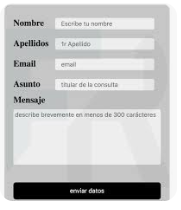 Nombre Escribe tu nombre
Apellidos 1r Apetido
Email email
Asunto titular de la consulta
Mensaje
describe brevemente en menos de 300 carácteres
enviar datos